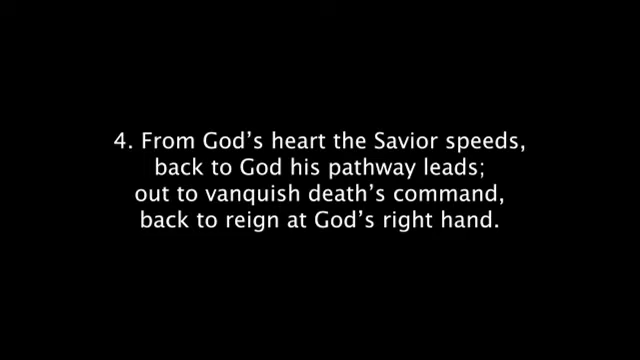 4. From God's heart the Savior speeds,
back to God his pathway leads;
out to vanquish death's command,
back to reign at God's right hand.